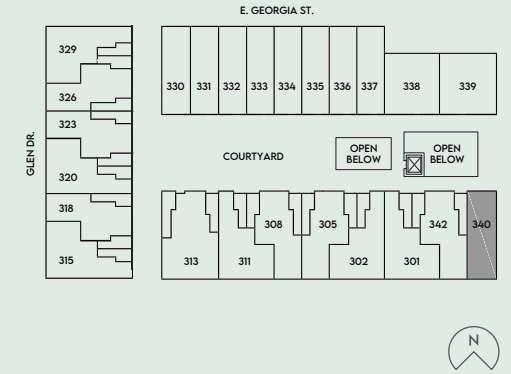 E. GEORGIA ST.
GLEN DR.
329
326
323
320
318
315
330 331 332 333 334 335 336 337 338 339
COURTYARD
OPEN
BELOW
OPEN
BELOW
313 311 308 305 302 301 342 340
N